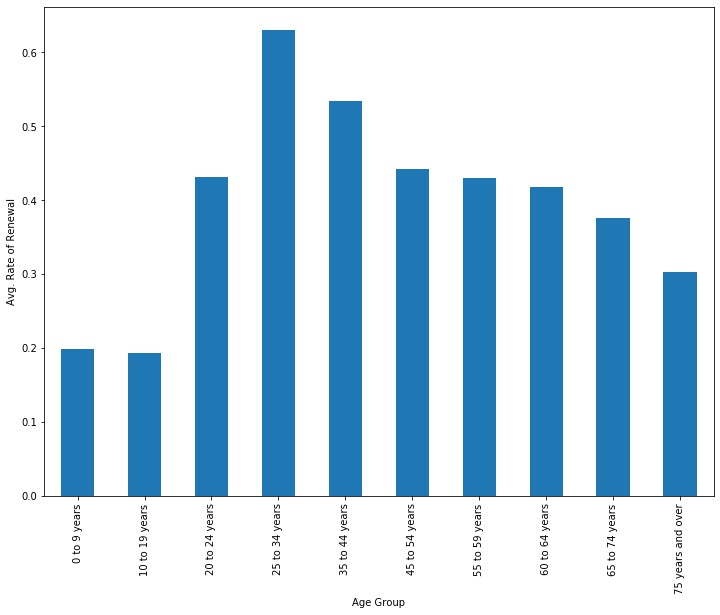 0.6
0.5
0.4
0.3
0.2
0.1
0.0
Avg. Rate of Renewal
0 to 9 years
10 to 19 years
20 to 24 years
25 to 34 years
35 to 44 years
45 to 54 years
55 to 59 years
60 to 64 years
65 to 74 years
75 years and over
Age Group